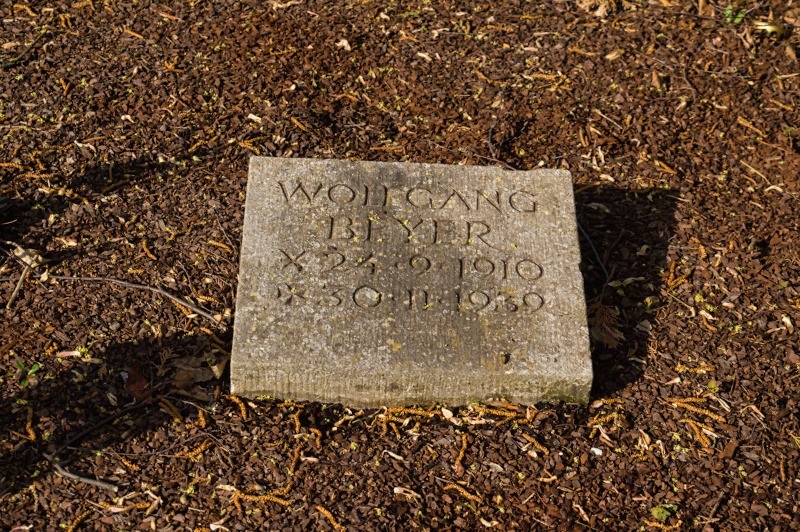 WOLFGANG
BEYER
X 24·9·1910
X 30·11·1939